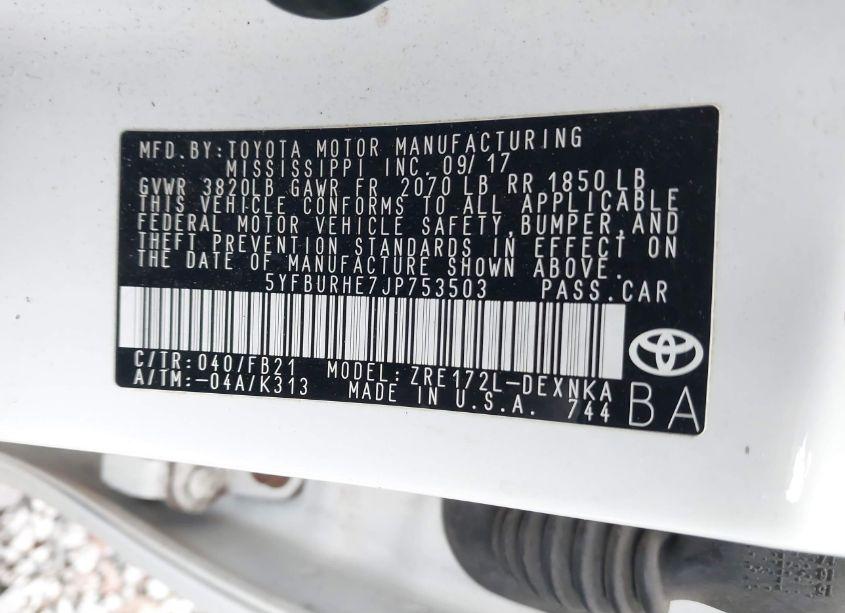 MFD.BY:TOYOTA MOTOR MANUFACTURING
MISSISSIPPI INC. 09/17
GVWR 3820LB GAWR FR 2070 LB RR 1850 LB
THIS VEHICLE CONFORMS TO ALL APPLICABLE
FEDERAL MOTOR VEHICLE SAFETY, BUMPER, AND
THEFT PREVENTION STANDARDS IN EFFECT ON
THE DATE OF MANUFACTURE SHOWN ABOVE.
5YFBURHE7JP753503 PASS.CAR
C/TR: 040/FB21 MODEL: ZRE172L-DEXNKA
A/TM:-04A/K313 MADE IN U.S.A. 744
BA